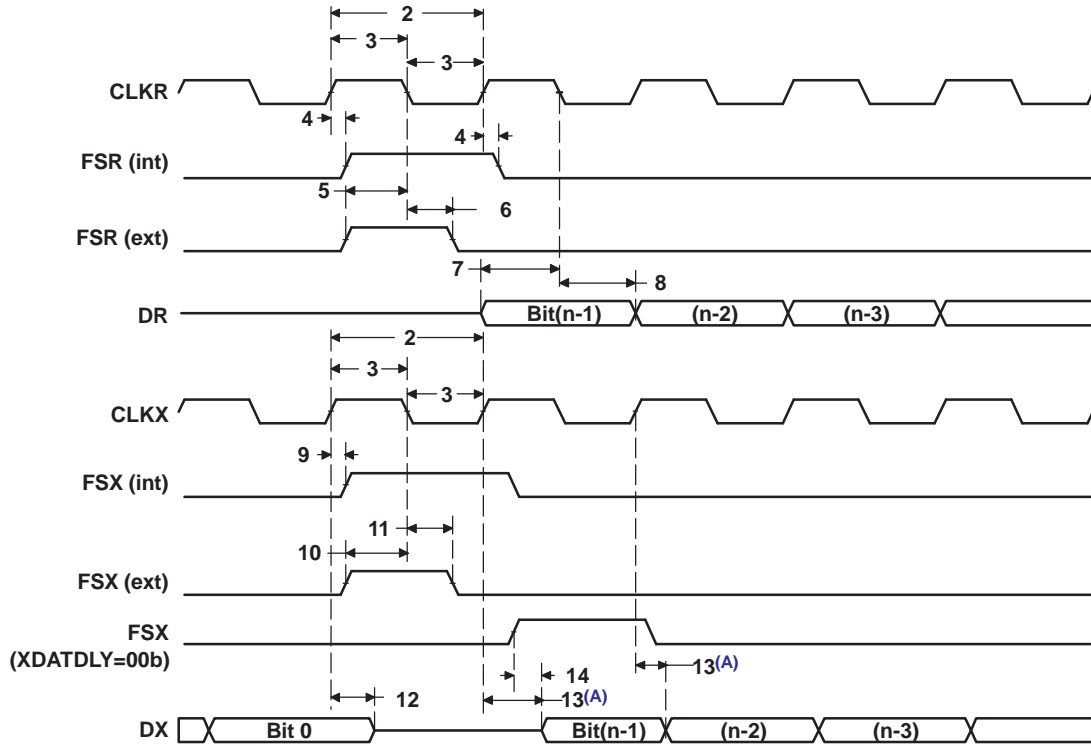 2
3
3
CLKR
4
4
FSR (int)
5
6
FSR (ext)
7
8
DR
Bit(n-1)
(n-2)
(n-3)
2
3
3
CLKX
9
FSX (int)
11
10
FSX (ext)
FSX
(XDATDLY=00b)
14
13(A)
12
13(A)
DX
Bit 0
Bit(n-1)
(n-2)
(n-3)